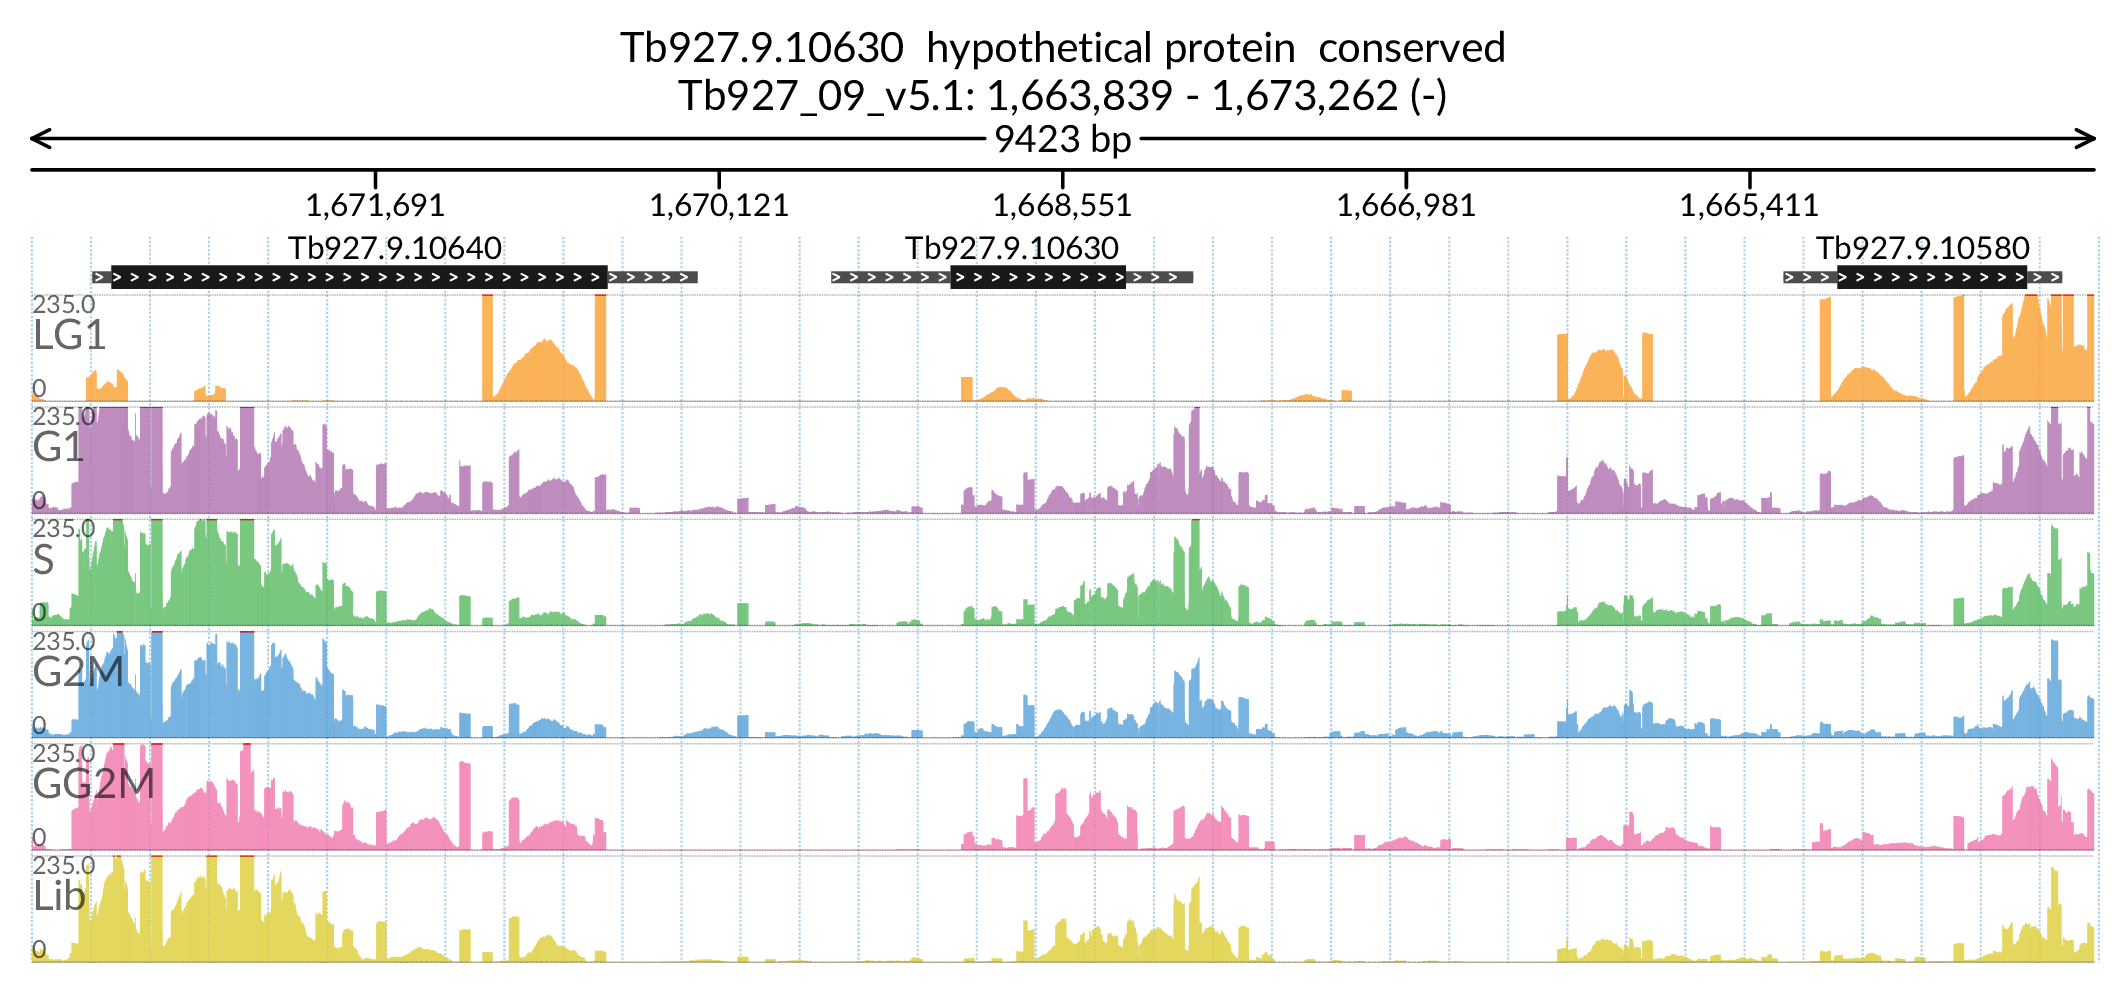 Tb927.9.10630 hypothetical protein conserved
Tb927_09_v5.1: 1,663,839 - 1,673,262 (-)
9423 bp
1,671,691 1,670,121 1,668,551 1,666,981 1,665,411
Tb927.9.10640 Tb927.9.10630 Tb927.9.10580
235.0
LG1
0
235.0
G1
0
235.0
S
0
235.0
G2M
0
235.0
GG2M
0
235.0
Lib
0